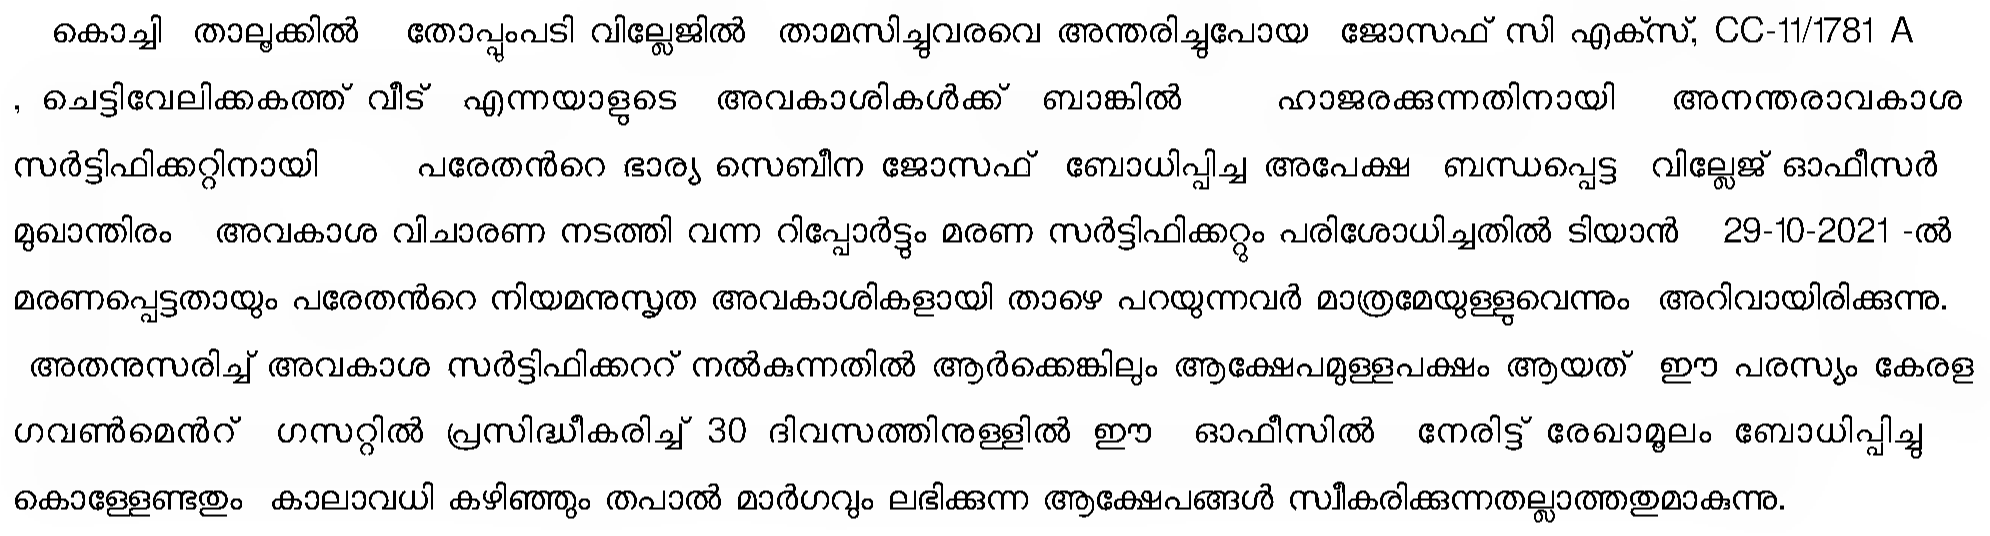 കൊച്ചി താലൂക്കിൽ തോപ്പുംപടി വില്ലേജിൽ താമസിച്ചുവരവെ അന്തരിച്ചുപോയ ജോസഫ് സി എക്സ്, CC-11/1781 A
, ചെട്ടിവേലിക്കകത്ത് വീട് എന്നയാളുടെ അവകാശികൾക്ക് ബാങ്കിൽ ഹാജരക്കുന്നതിനായി അനന്തരാവകാശ
സർട്ടിഫിക്കറ്റിനായി പരേതൻറെ ഭാര്യ സെബീന ജോസഫ് ബോധിപ്പിച്ച അപേക്ഷ ബന്ധപ്പെട്ട വില്ലേജ് ഓഫീസർ
മുഖാന്തിരം അവകാശ വിചാരണ നടത്തി വന്ന റിപ്പോർട്ടും മരണ സർട്ടിഫിക്കറ്റും പരിശോധിച്ചതിൽ ടിയാൻ 29-10-2021 -ൽ
മരണപ്പെട്ടതായും പരേതൻറെ നിയമനുസൃത അവകാശികളായി താഴെ പറയുന്നവർ മാത്രമേയുള്ളുവെന്നും അറിവായിരിക്കുന്നു.
അതനുസരിച്ച് അവകാശ സർട്ടിഫിക്കററ് നൽകുന്നതിൽ ആർക്കെങ്കിലും ആക്ഷേപമുള്ളപക്ഷം ആയത് ഈ പരസ്യം കേരള
ഗവൺമെൻറ് ഗസറ്റിൽ പ്രസിദ്ധീകരിച്ച് 30 ദിവസത്തിനുള്ളിൽ ഈ ഓഫീസിൽ നേരിട്ട് രേഖാമൂലം ബോധിപ്പിച്ചു
കൊള്ളേണ്ടതും കാലാവധി കഴിഞ്ഞും തപാൽ മാർഗവും ലഭിക്കുന്ന ആക്ഷേപങ്ങൾ സ്വീകരിക്കുന്നതല്ലാത്തതുമാകുന്നു.